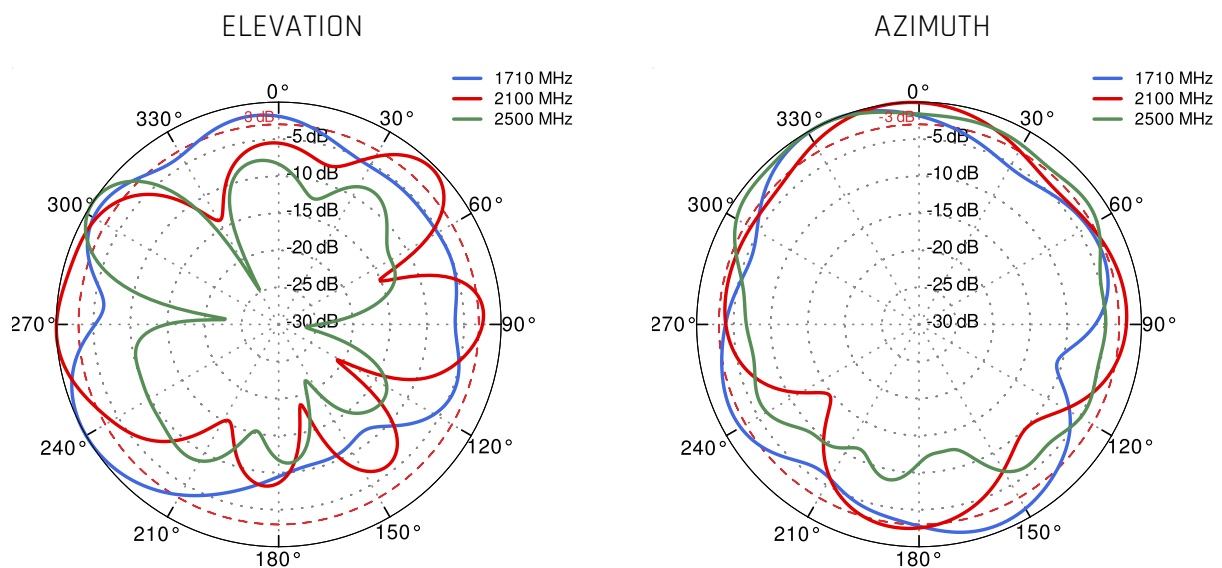 ELEVATION
1710 MHz
2100 MHz
2500 MHz
0°
330°
30°
3 dB
-5 dB
-10 dB
300°
60°
-15 dB
-20 dB
-25 dB
270°
-30 dB
90°
240°
120°
210°
150°
180°
AZIMUTH
1710 MHz
2100 MHz
2500 MHz
0°
330°
30°
-3 dB
-5 dB
-10 dB
300°
60°
-15 dB
-20 dB
-25 dB
270°
-30 dB
90°
240°
120°
210°
150°
180°